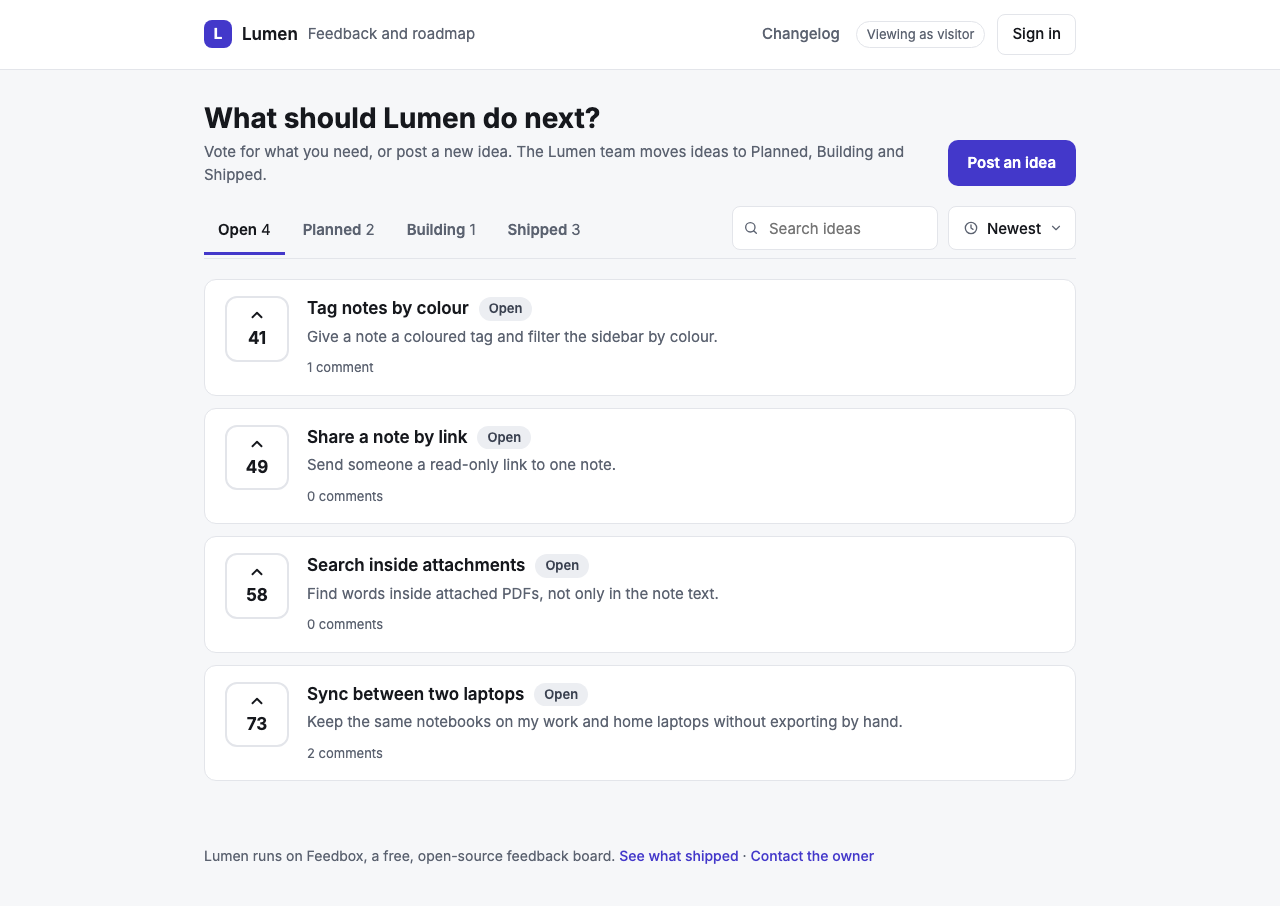 L Lumen Feedback and roadmap Changelog Viewing as visitor Sign in
What should Lumen do next?
Vote for what you need, or post a new idea. The Lumen team moves ideas to Planned, Building and
Shipped.
Post an idea
Open 4 Planned 2 Building 1 Shipped 3 Search ideas Newest
Tag notes by colour Open
41
Give a note a coloured tag and filter the sidebar by colour.
1 comment
Share a note by link Open
49
Send someone a read-only link to one note.
0 comments
Search inside attachments Open
58
Find words inside attached PDFs, not only in the note text.
0 comments
Sync between two laptops Open
73
Keep the same notebooks on my work and home laptops without exporting by hand.
2 comments
Lumen runs on Feedbox, a free, open-source feedback board. See what shipped · Contact the owner